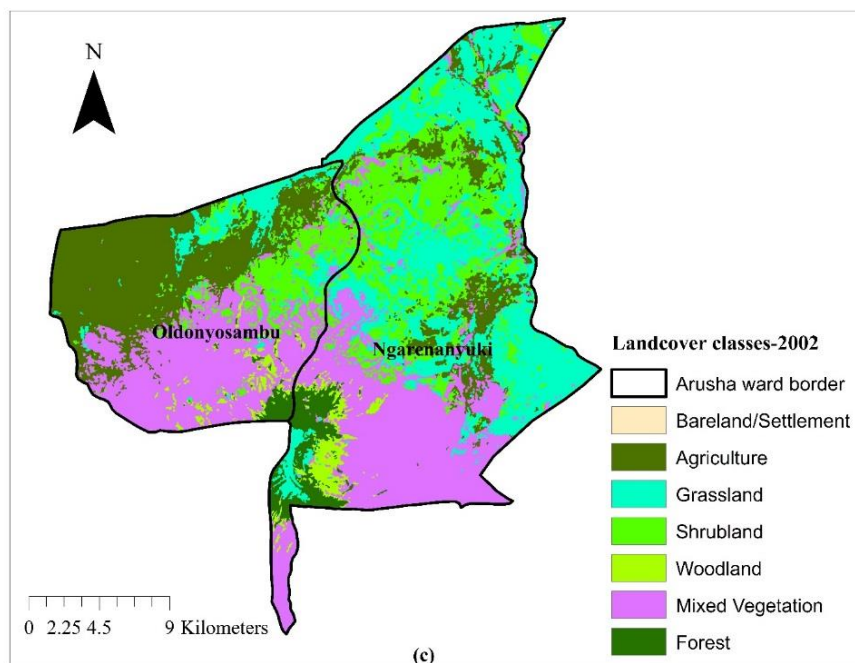 N
Oldonyosambu
Ngarenanyuki
Landcover classes-2002
Arusha ward border
Bareland/Settlement
Agriculture
Grassland
Shrubland
Woodland
Mixed Vegetation
Forest
0 2.25 4.5 9 Kilometers
(c)